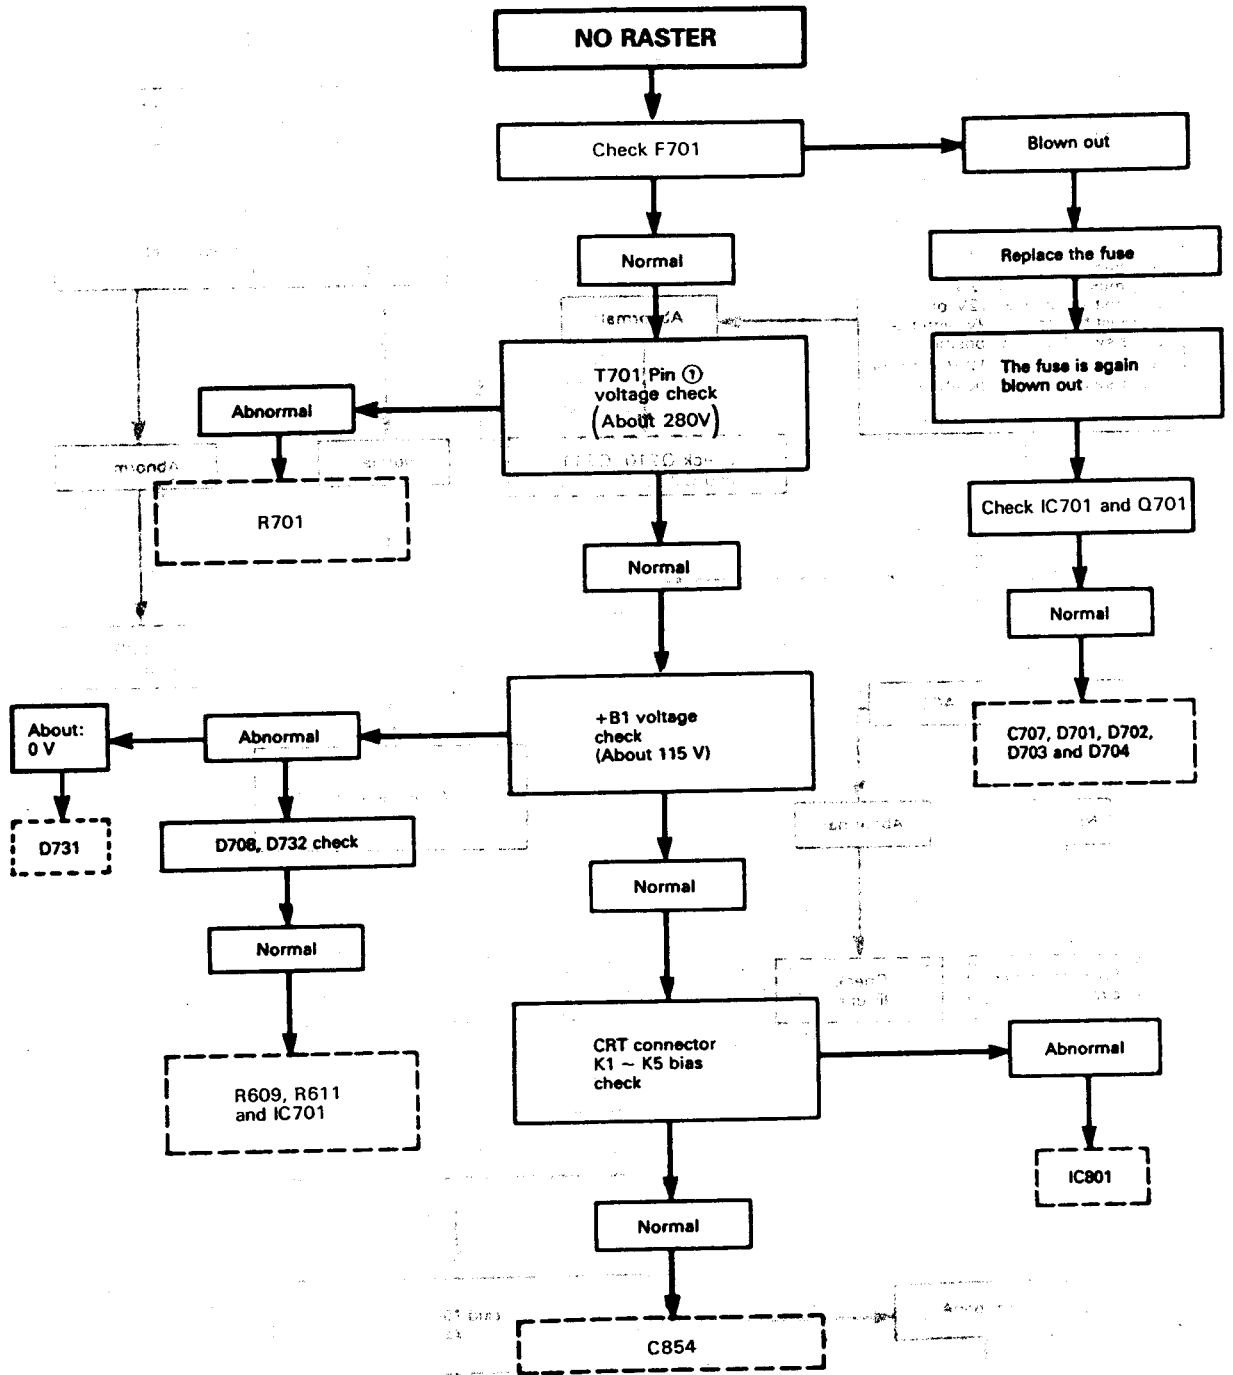 NO RASTER
Check F701
Blown out
Normal
Replace the fuse
T701 Pin ①
voltage check
(About 280V)
The fuse is again
blown out
Abnormal
R701
Check IC701 and Q701
Normal
Normal
+B1 voltage
check
(About 115 V)
C707, D701, D702,
D703 and D704
Abnormal
About:
0 V
D731
D708, D732 check
Normal
Normal
R609, R611
and IC701
CRT connector
K1 ~ K5 bias
check
Abnormal
IC801
Normal
C854